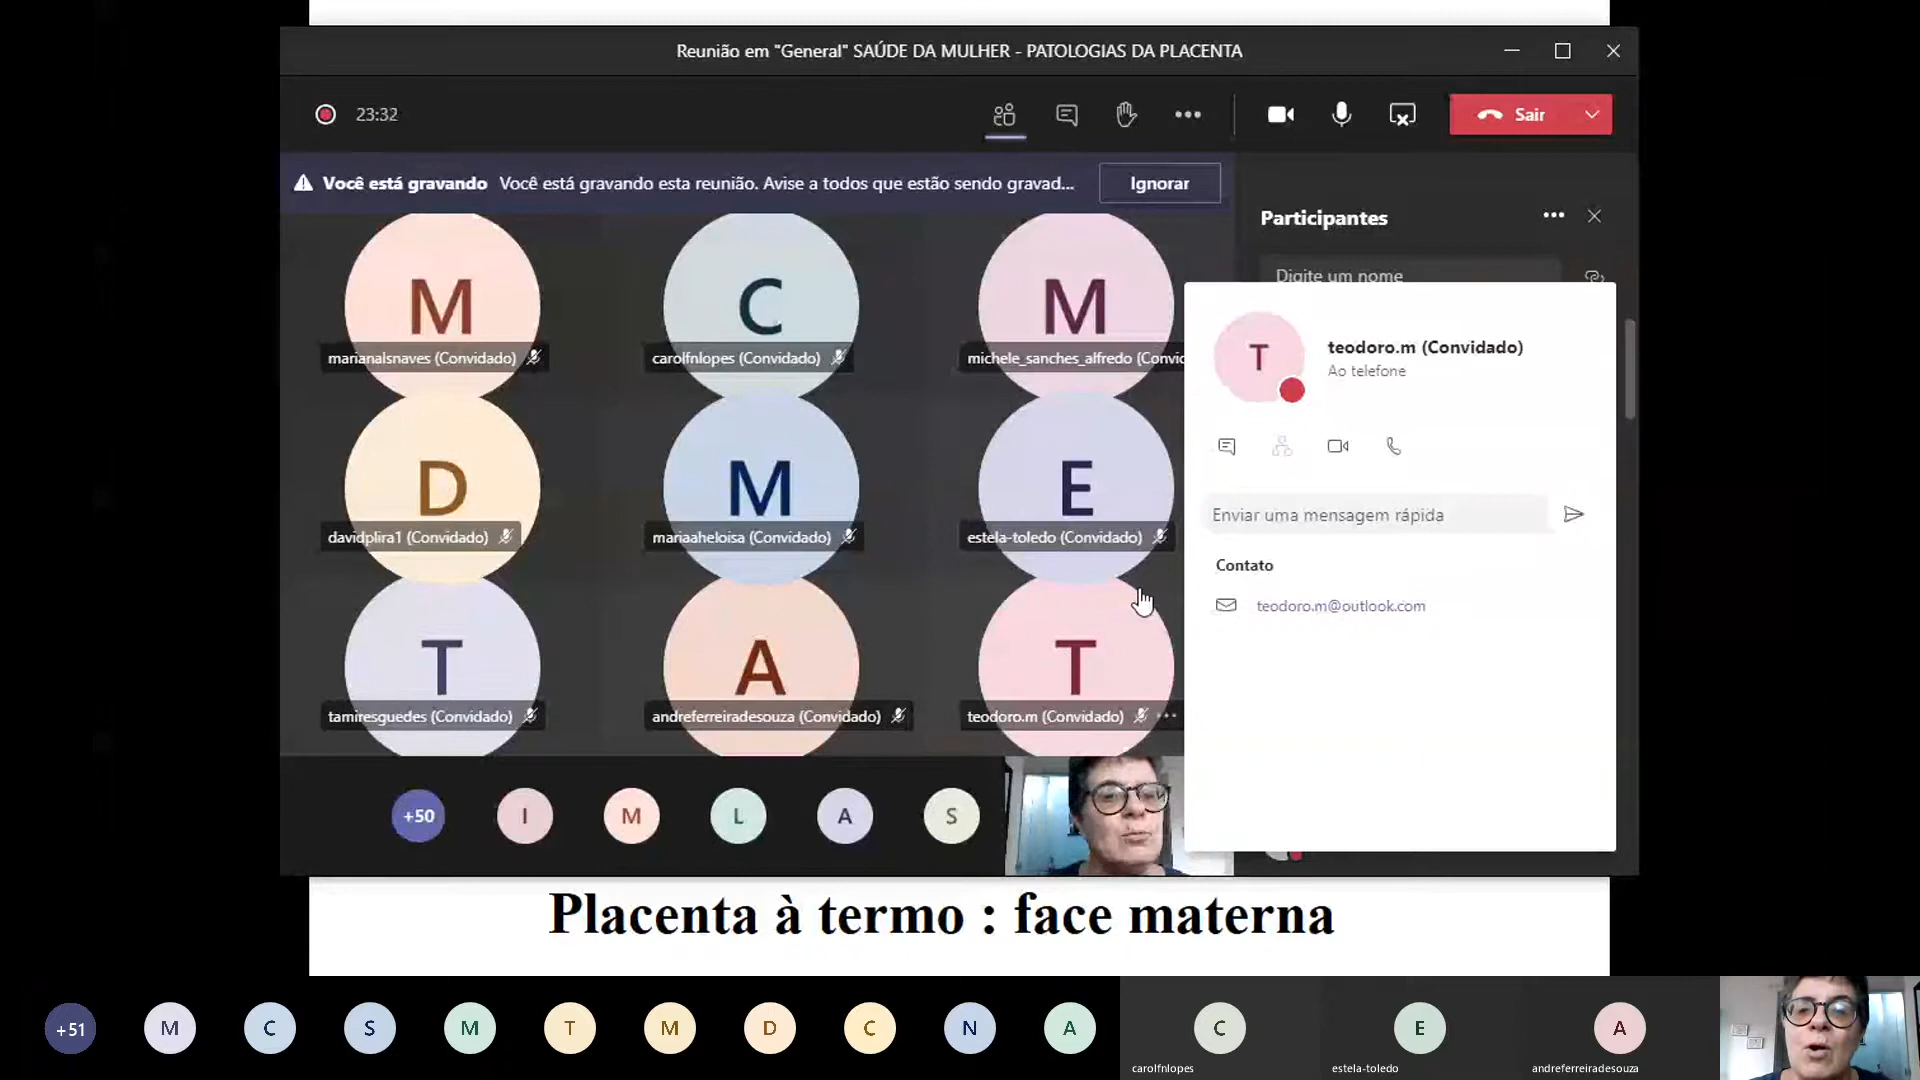 Reunião em "General" SAÚDE DA MULHER - PATOLOGIAS DA PLACENTA
23:32
Sair
Você está gravando Você está gravando esta reunião. Avise a todos que estão sendo gravad...
Ignorar
Participantes
Digite um nome
M
C
M
marianalsnaves (Convidado)
carolfnlopes (Convidado)
michele_sanches_alfredo (Convic
T
teodoro.m (Convidado)
Ao telefone
D
M
E
davidplira1 (Convidado)
mariaaheloisa (Convidado)
estela-toledo (Convidado)
Enviar uma mensagem rápida
Contato
teodoro.m@outlook.com
T
A
T
tamiresguedes (Convidado)
andreferreiradesouza (Convidado)
teodoro.m (Convidado)
+50
I
M
L
A
S
Placenta à termo : face materna
+51
M
C
S
M
T
M
D
C
N
A
C
E
A
carolfnlopes
estela-toledo
andreferreiradesouza